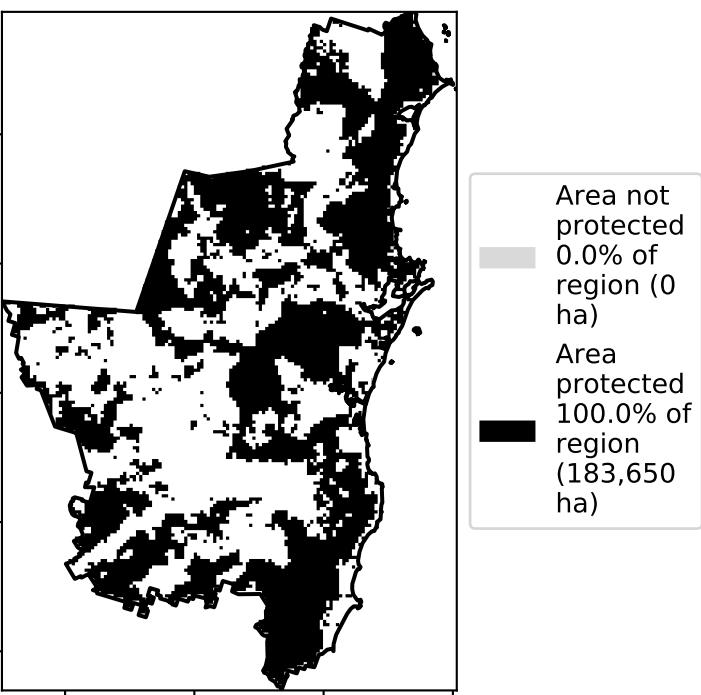 Area not
protected
0.0% of
region (0
ha)
Area
protected
100.0% of
region
(183,650
ha)